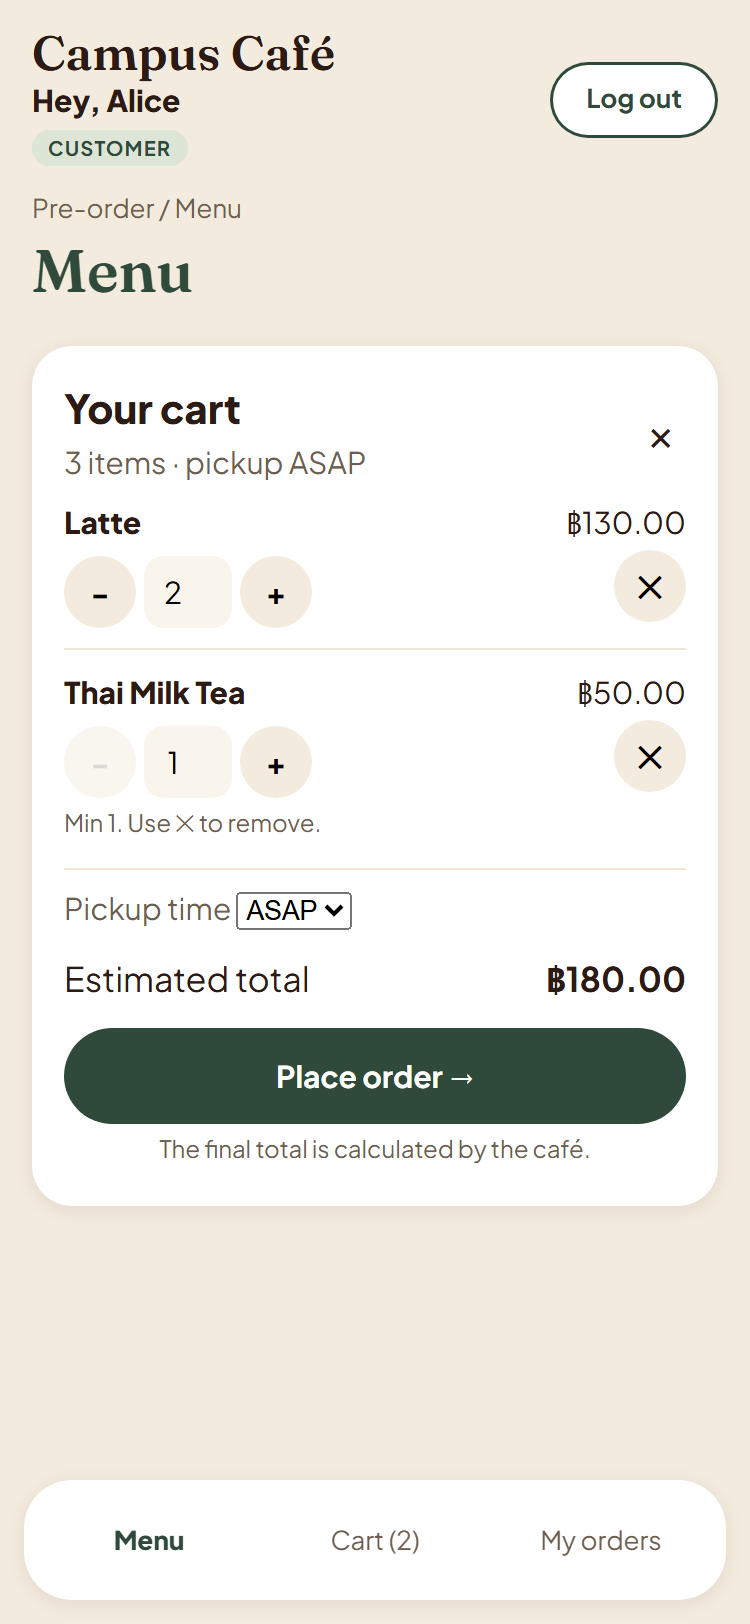 Campus Café
Hey, Alice
CUSTOMER
Log out
Pre-order / Menu
Menu
Your cart
3 items · pickup ASAP
×
Latte
฿130.00
-
2
+
×
Thai Milk Tea
฿50.00
-
1
+
×
Min 1. Use × to remove.
Pickup time ASAP
Estimated total
฿180.00
Place order →
The final total is calculated by the café.
Menu
Cart (2)
My orders